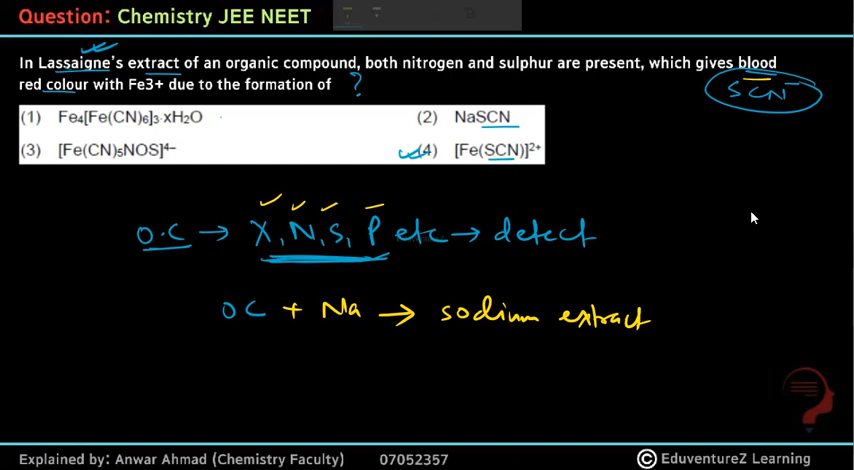 Question: Chemistry JEE NEET
In Lassaigne's extract of an organic compound, both nitrogen and sulphur are present, which gives blood
red colour with Fe3+ due to the formation of ?
SCN⁻
(1) Fe₄[Fe(CN)₆]₃·xH₂O (2) NaSCN
(3) [Fe(CN)₅NOS]⁴⁻ (4) [Fe(SCN)]²⁺
O.C → X, N, S, P etc → detect
OC + Na → sodium extract
Explained by: Anwar Ahmad (Chemistry Faculty) 07052357 © EduventureZ Learning